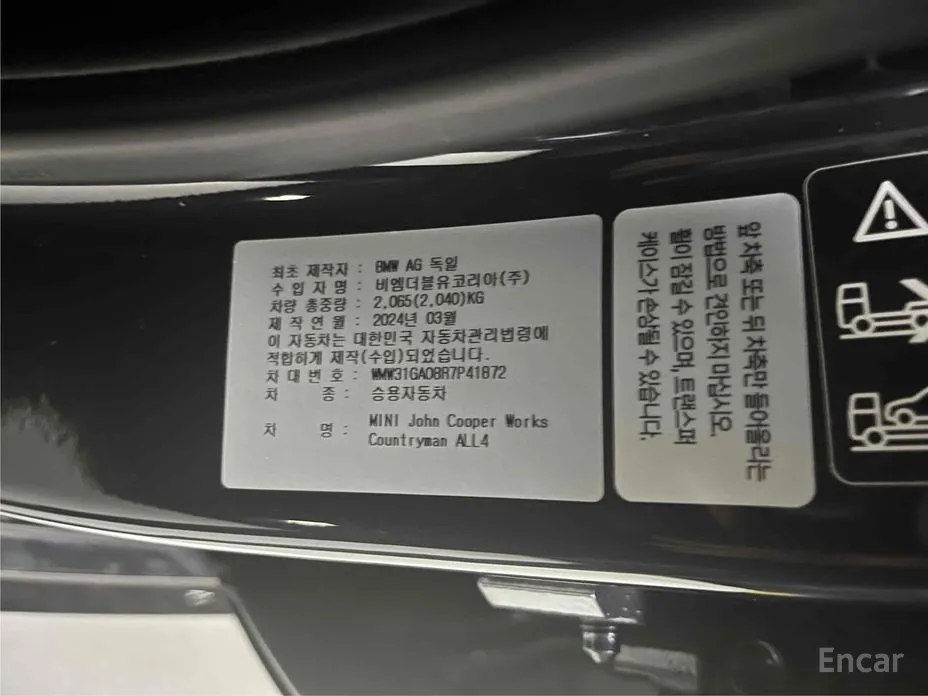 최초 제작자 : BMW AG 독일
수 입 자 명 : 비엠더블유코리아(주)
차량 총중량 : 2,065(2,040)KG
제 작 연 월 : 2024년 03월
이 자동차는 대한민국 자동차관리법령에
적합하게 제작(수입)되었습니다.
차 대 번 호 : WMW31GA08R7P41872
차 종 : 승용자동차
차 명 : MINI John Cooper Works
Countryman ALL4
앞 차축 또는 뒤 차축만 들어올리는
방법으로 견인하지 마십시오.
휠이 잠길 수 있으며, 트랜스퍼
케이스가 손상될 수 있습니다.
Encar